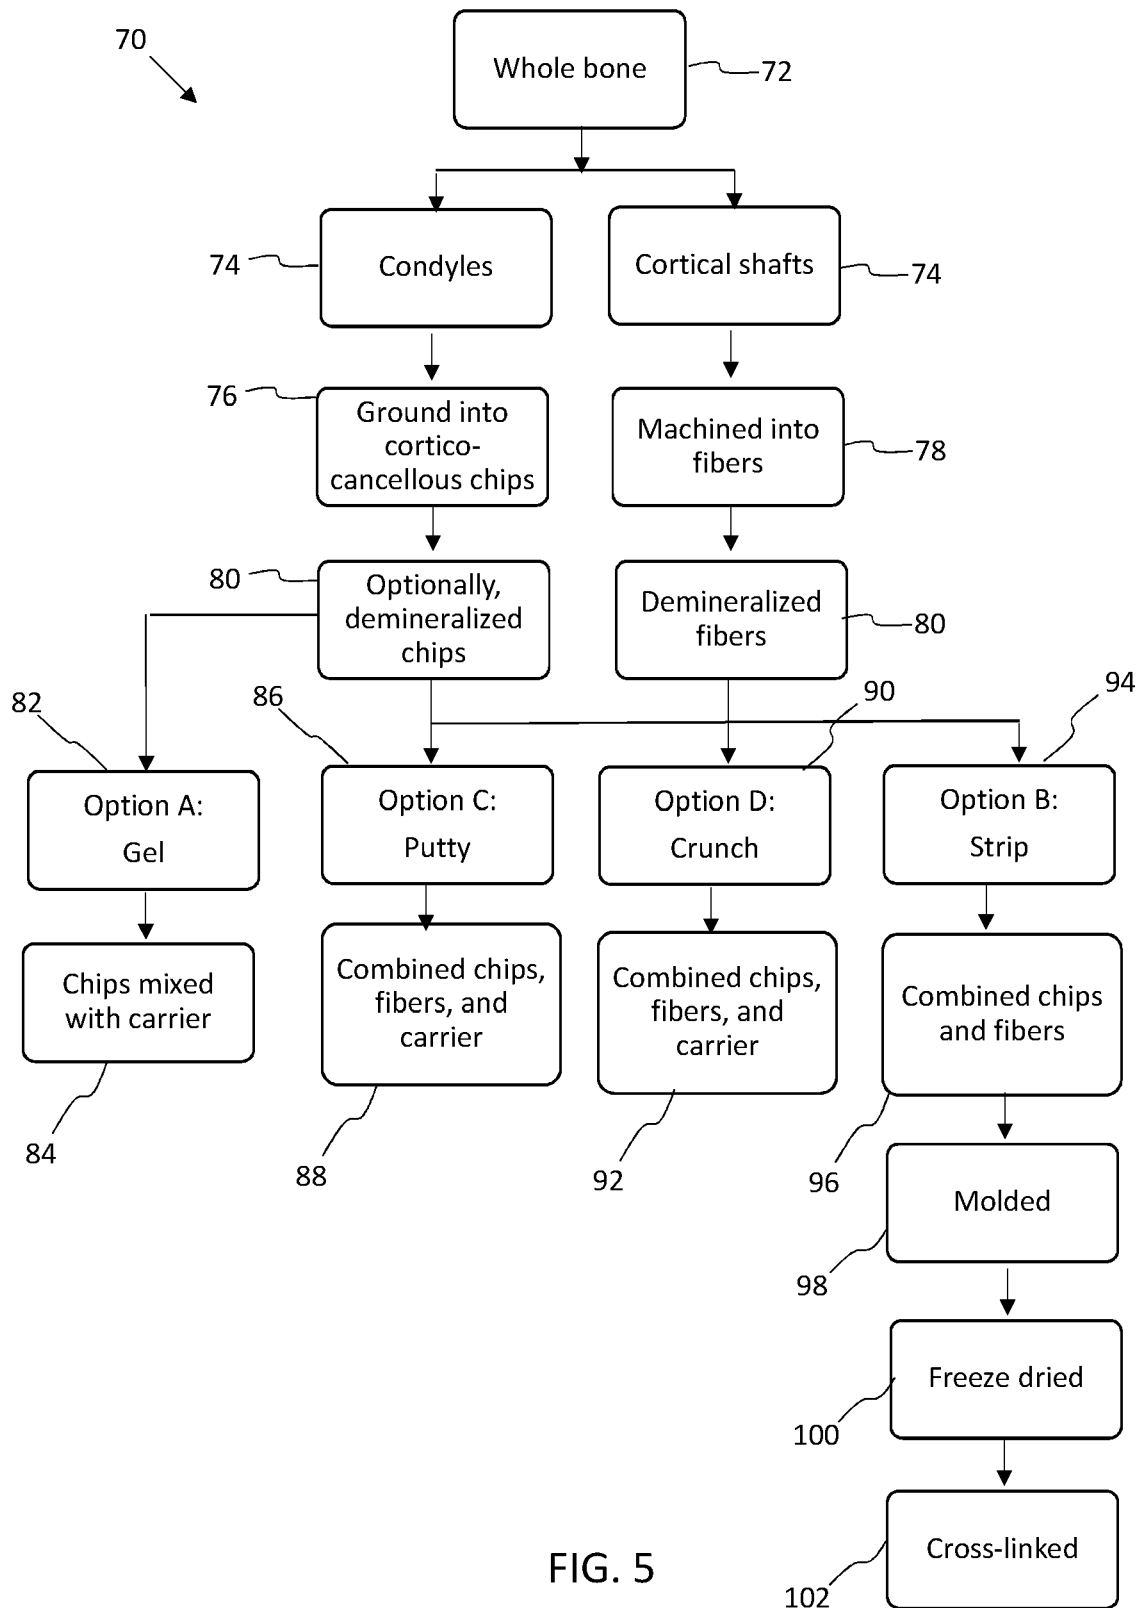 70
Whole bone
72
74
Condyles
Cortical shafts
74
76
Ground into
cortico-
cancellous chips
Machined into
fibers
78
80
Optionally,
demineralized
chips
Demineralized
fibers
80
82
86
90
94
Option A:
Gel
Option C:
Putty
Option D:
Crunch
Option B:
Strip
Chips mixed
with carrier
Combined chips,
fibers, and
carrier
Combined chips,
fibers, and
carrier
Combined chips
and fibers
84
88
92
96
Molded
98
Freeze dried
100
Cross-linked
102
FIG. 5